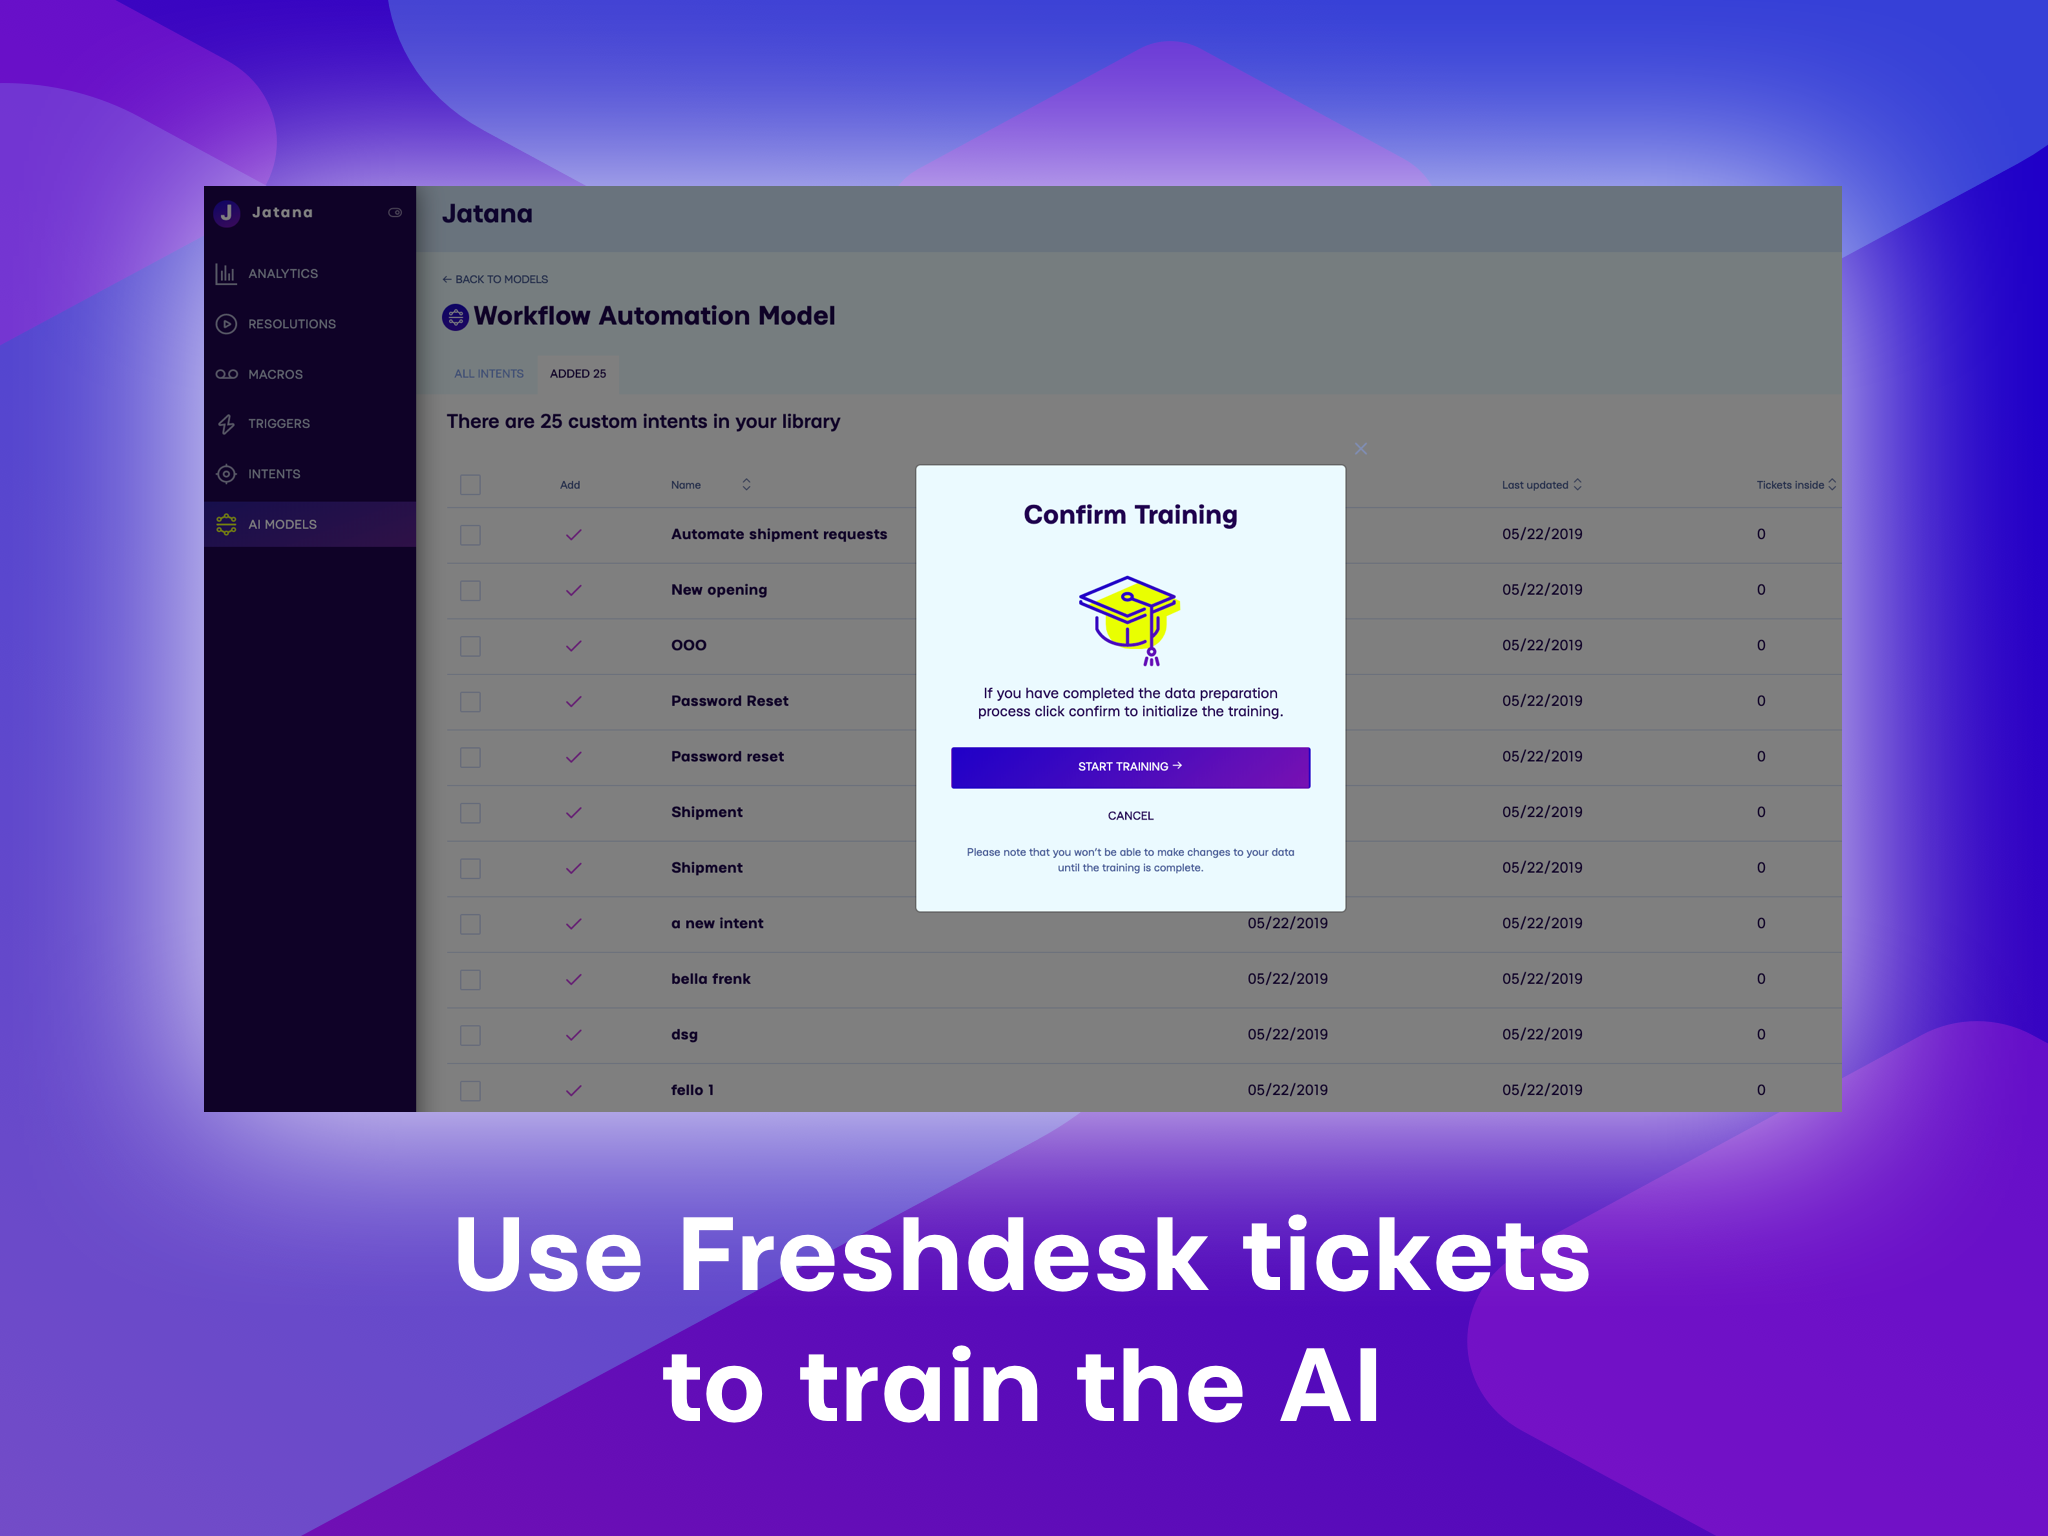 J Jatana
ANALYTICS
RESOLUTIONS
MACROS
TRIGGERS
INTENTS
AI MODELS
Jatana
← BACK TO MODELS
Workflow Automation Model
ALL INTENTS ADDED 25
There are 25 custom intents in your library
Add Name Last updated Tickets inside
Automate shipment requests 05/22/2019 0
New opening 05/22/2019 0
OOO 05/22/2019 0
Password Reset 05/22/2019 0
Password reset 05/22/2019 0
Shipment 05/22/2019 0
Shipment 05/22/2019 0
a new intent 05/22/2019 05/22/2019 0
bella frenk 05/22/2019 05/22/2019 0
dsg 05/22/2019 05/22/2019 0
fello 1 05/22/2019 05/22/2019 0
Confirm Training
If you have completed the data preparation
process click confirm to initialize the training.
START TRAINING →
CANCEL
Please note that you won't be able to make changes to your data
until the training is complete.
Use Freshdesk tickets
to train the AI